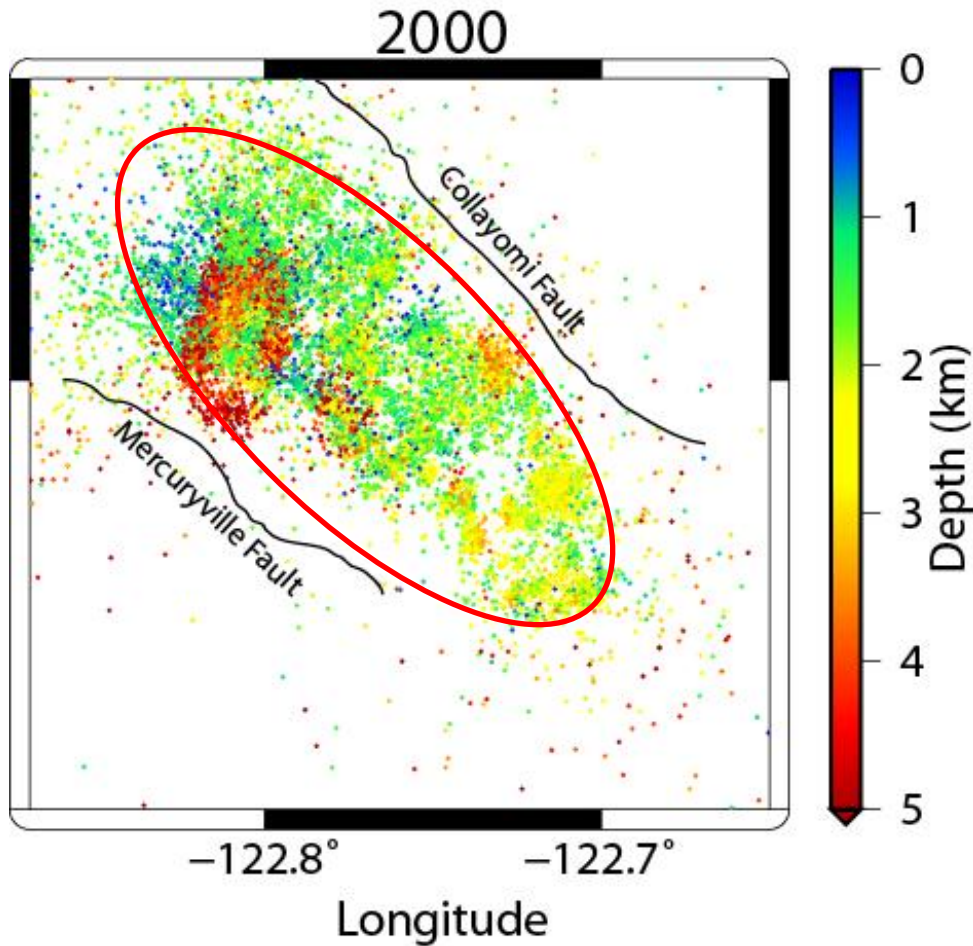 2000
Collayomi Fault
Mercuryville Fault
0
1
2
3
4
5
Depth (km)
−122.8°
−122.7°
Longitude